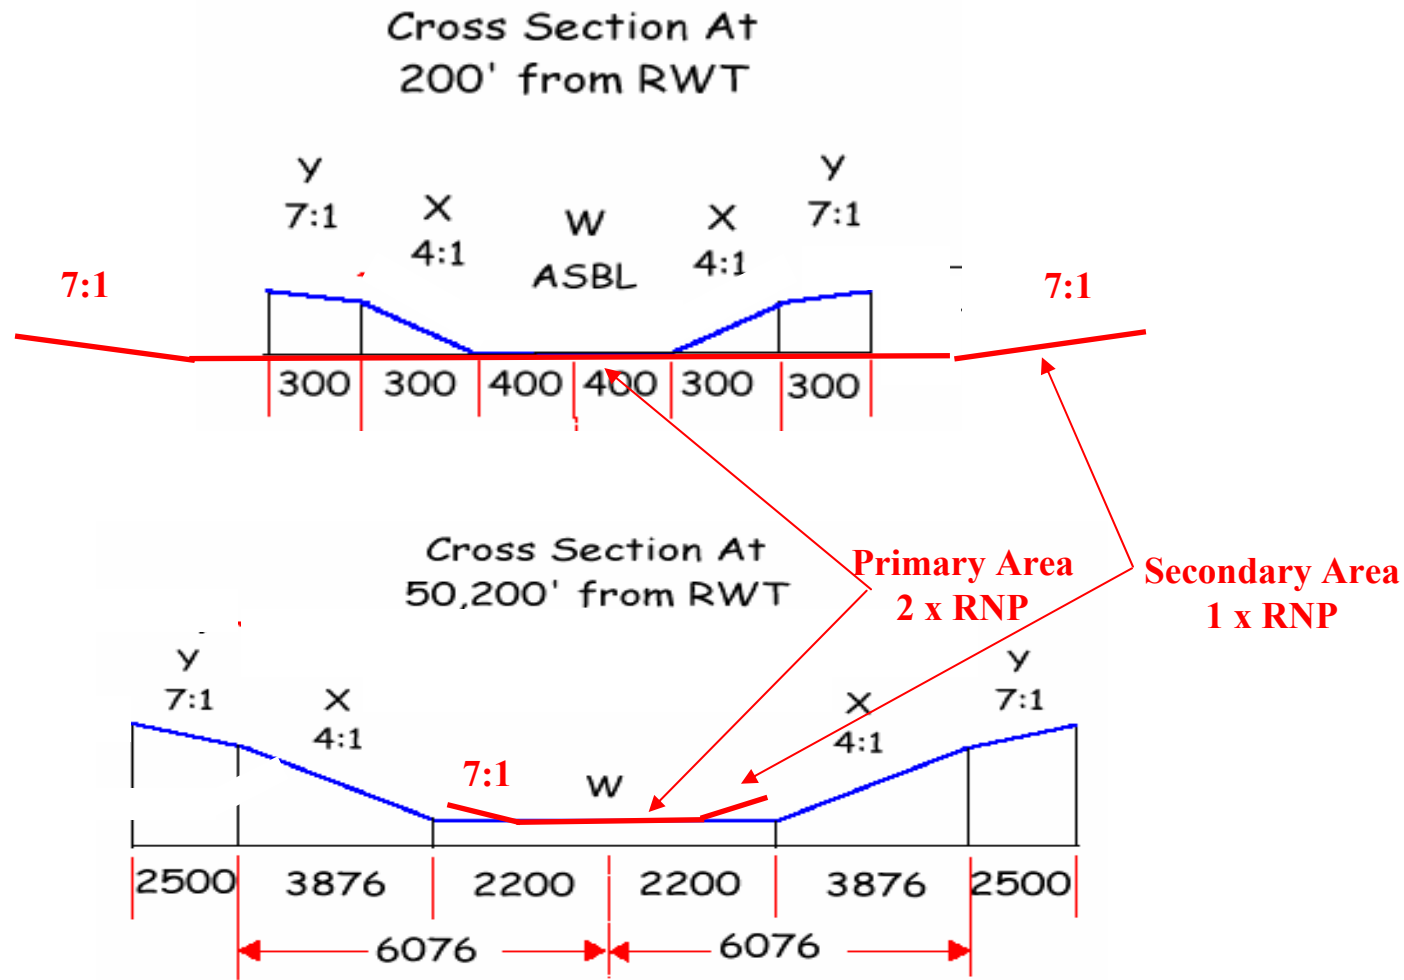 Cross Section At
200' from RWT
Y
7:1
X
4:1
W
ASBL
X
4:1
Y
7:1
7:1
7:1
300
300
400
400
300
300
Cross Section At
50,200' from RWT
Primary Area
2 x RNP
Secondary Area
1 x RNP
Y
7:1
X
4:1
7:1
W
X
4:1
Y
7:1
2500
3876
2200
2200
3876
2500
6076
6076